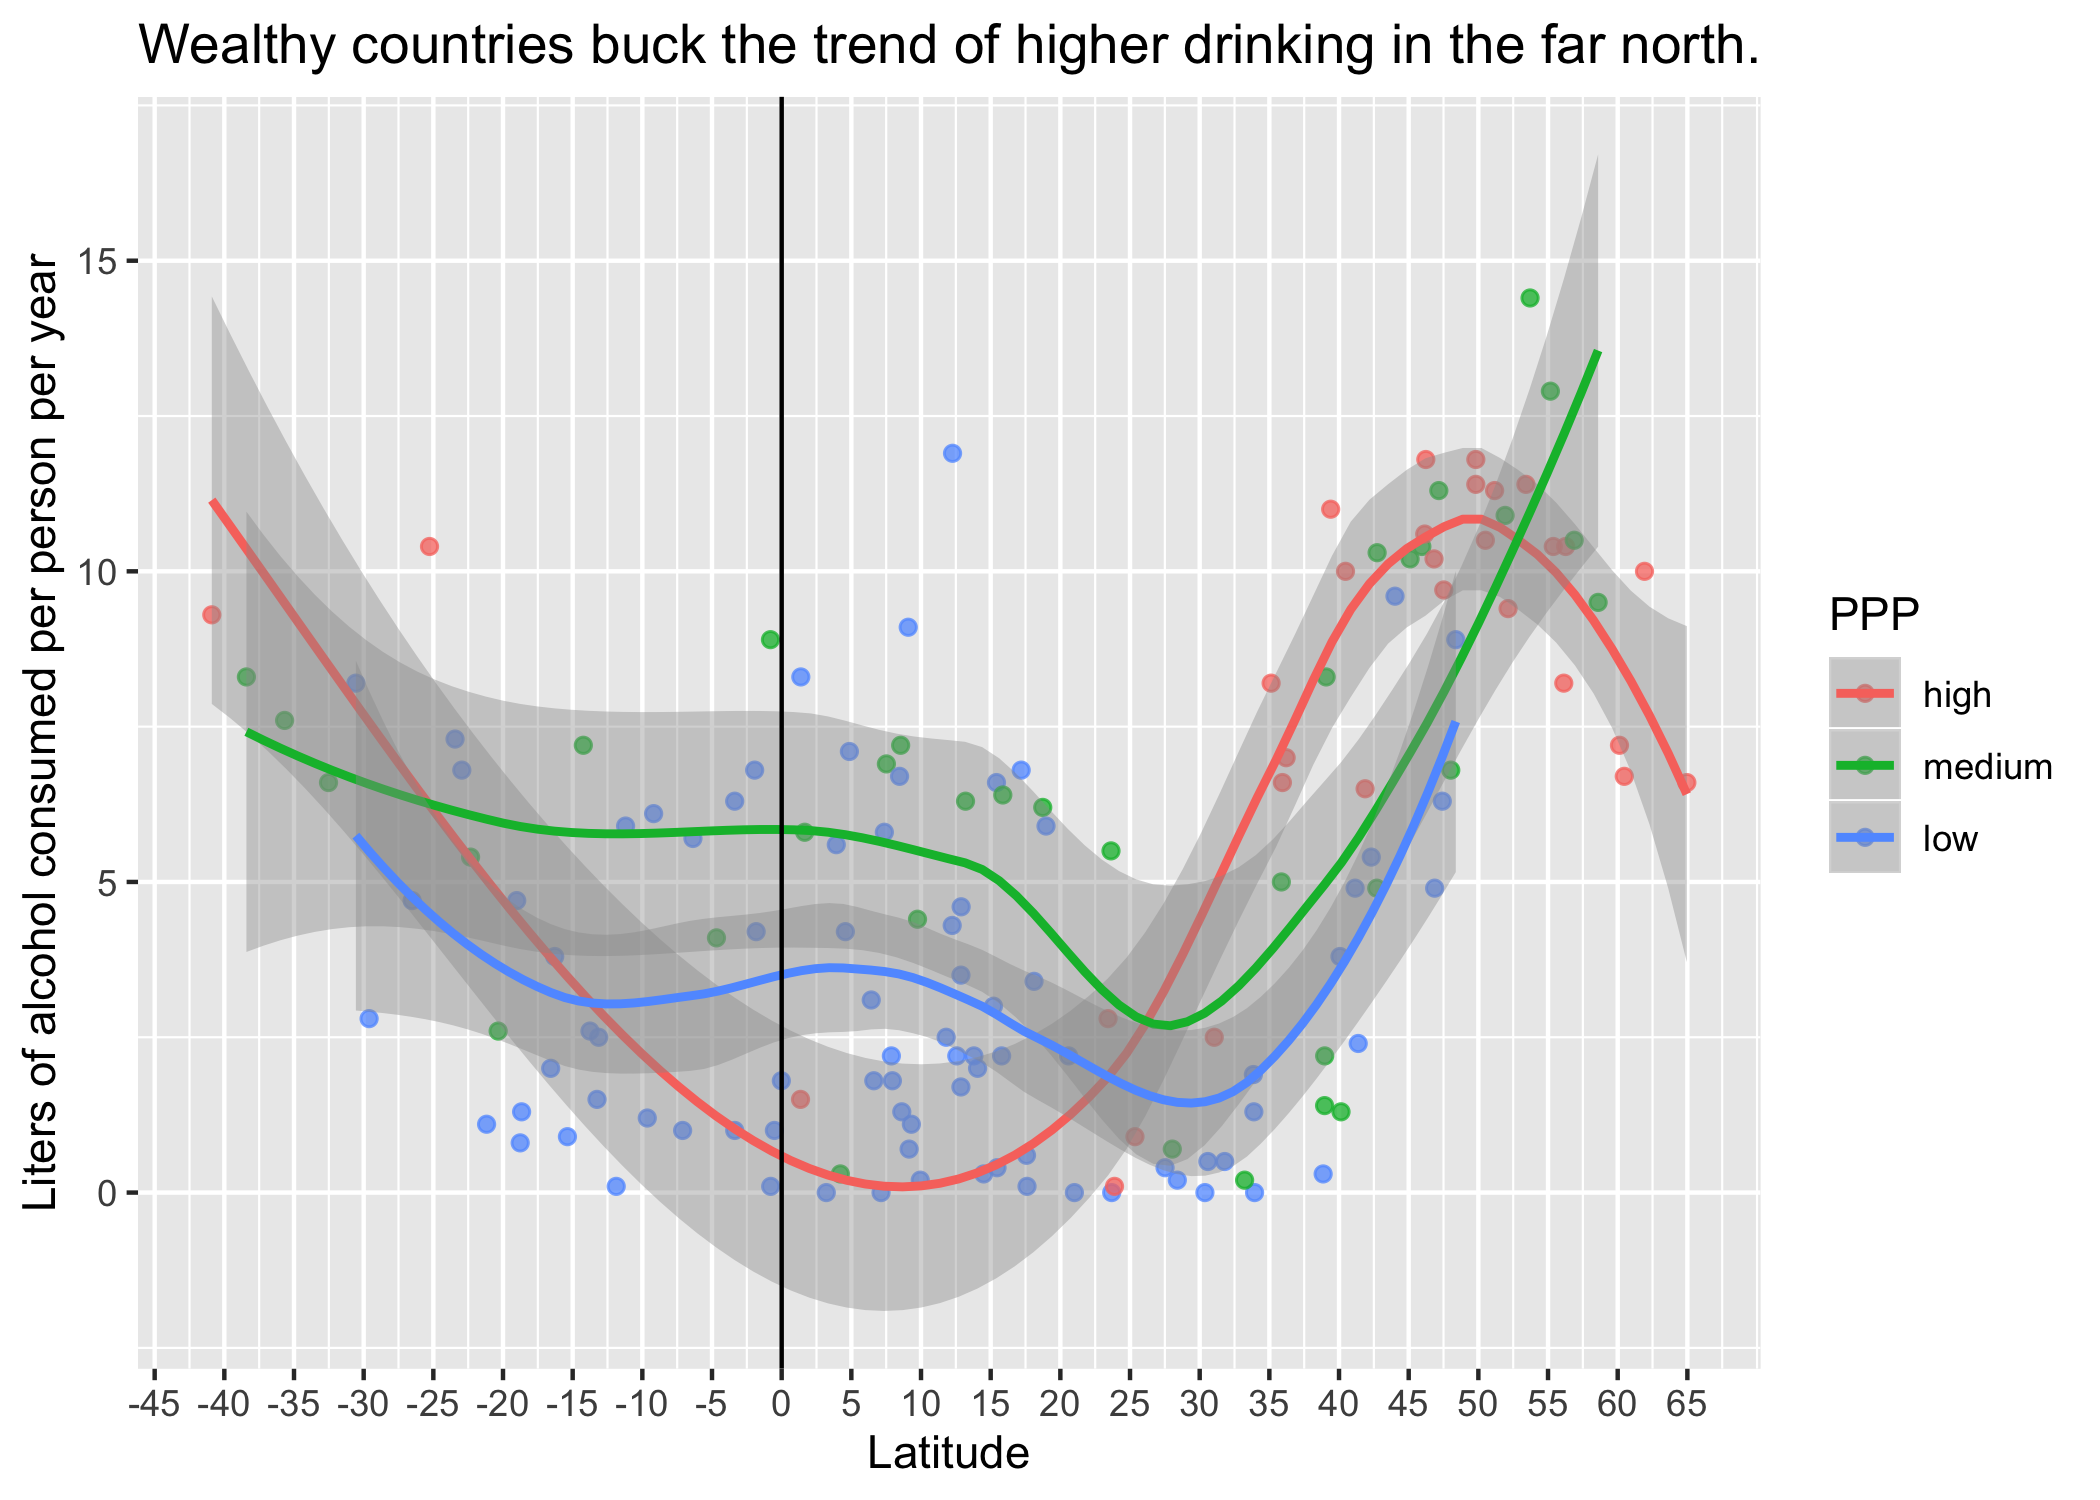 Wealthy countries buck the trend of higher drinking in the far north.
Liters of alcohol consumed per person per year
15
10
5
0
-45 -40 -35 -30 -25 -20 -15 -10 -5 0 5 10 15 20 25 30 35 40 45 50 55 60 65
Latitude
PPP
high
medium
low